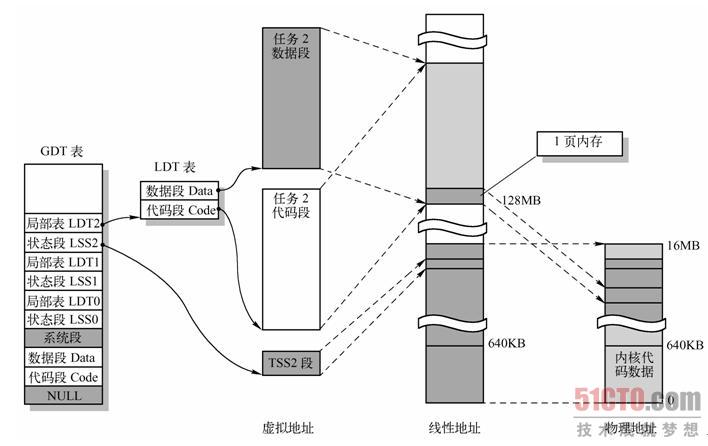 GDT 表
局部表 LDT2
状态段 LSS2
局部表 LDT1
状态段 LSS1
局部表 LDT0
状态段 LSS0
系统段
数据段 Data
代码段 Code
NULL
LDT 表
数据段 Data
代码段 Code
任务 2
数据段
任务 2
代码段
TSS2 段
虚拟地址
1 页内存
128MB
640KB
线性地址
16MB
640KB
内核代
码数据
0
物理地址
51CTO.com
技术成就梦想